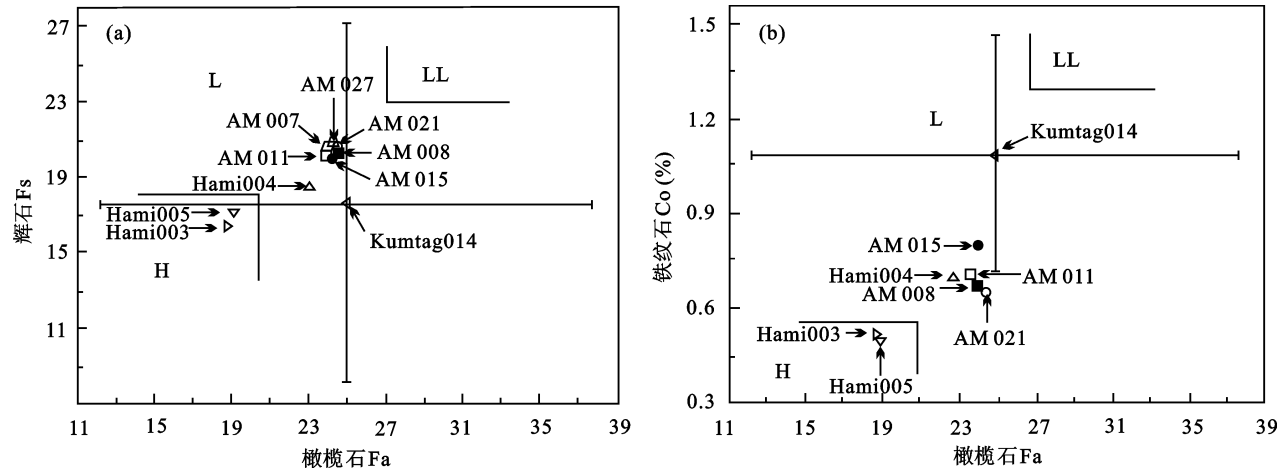 (a)
27
23
19
15
11
辉石Fs
L
LL
AM 027
AM 007
AM 021
AM 011
AM 008
AM 015
Hami004
Hami005
Hami003
Kumtag014
H
11 15 19 23 27 31 35 39
橄榄石Fa
(b)
1.5
1.2
0.9
0.6
0.3
铁纹石Co (%)
LL
L
Kumtag014
AM 015
Hami004
AM 011
AM 008
AM 021
Hami003
H
Hami005
11 15 19 23 27 31 35 39
橄榄石Fa